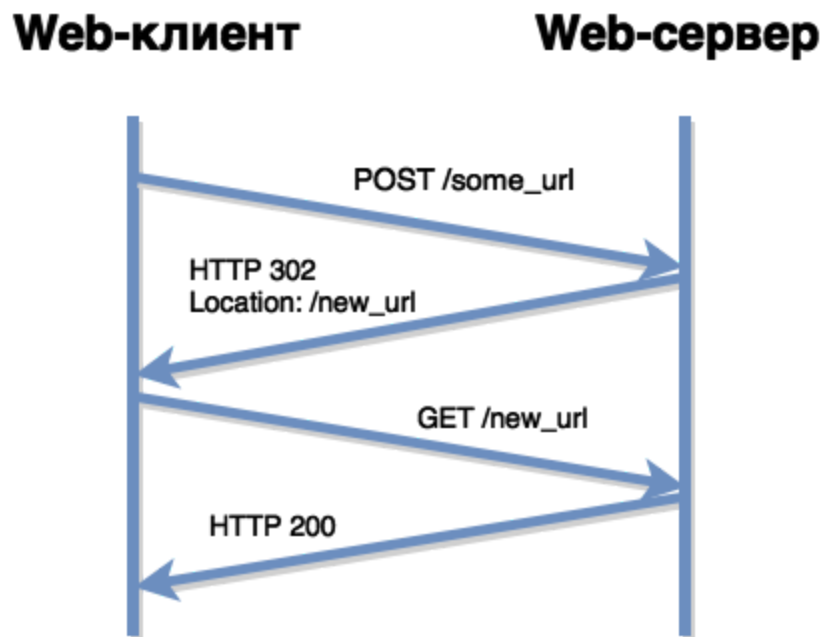 Web-клиент
Web-сервер
POST /some_url
HTTP 302
Location: /new_url
GET /new_url
HTTP 200